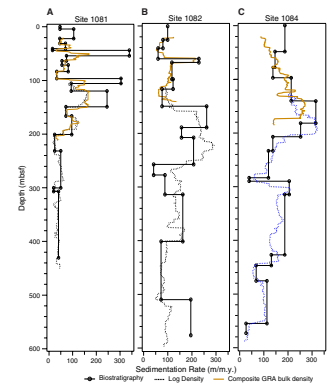 A Site 1081
B Site 1082
C Site 1084
Depth (mbsf)
0
100
200
300
400
500
600
0 100 200 300
0 100 200 300
0 100 200 300
Sedimentation Rate (m/m.y.)
Biostratigraphy Log Density Composite GRA bulk density